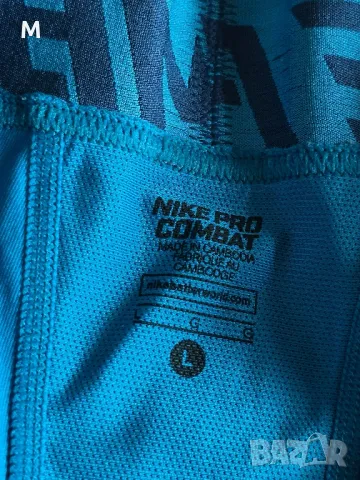 M
NIKE PRO
COMBAT
MADE IN CAMBODIA
FABRIQUÉ AU
CAMBODGE
nikebetterworld.com
L G G
L
BAZAR